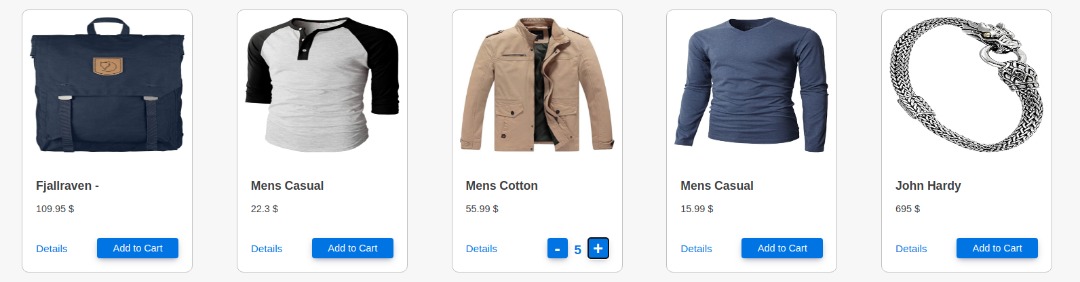 Fjallraven -
109.95 $
Details
Add to Cart
Mens Casual
22.3 $
Details
Add to Cart
Mens Cotton
55.99 $
Details
- 5 +
Mens Casual
15.99 $
Details
Add to Cart
John Hardy
695 $
Details
Add to Cart